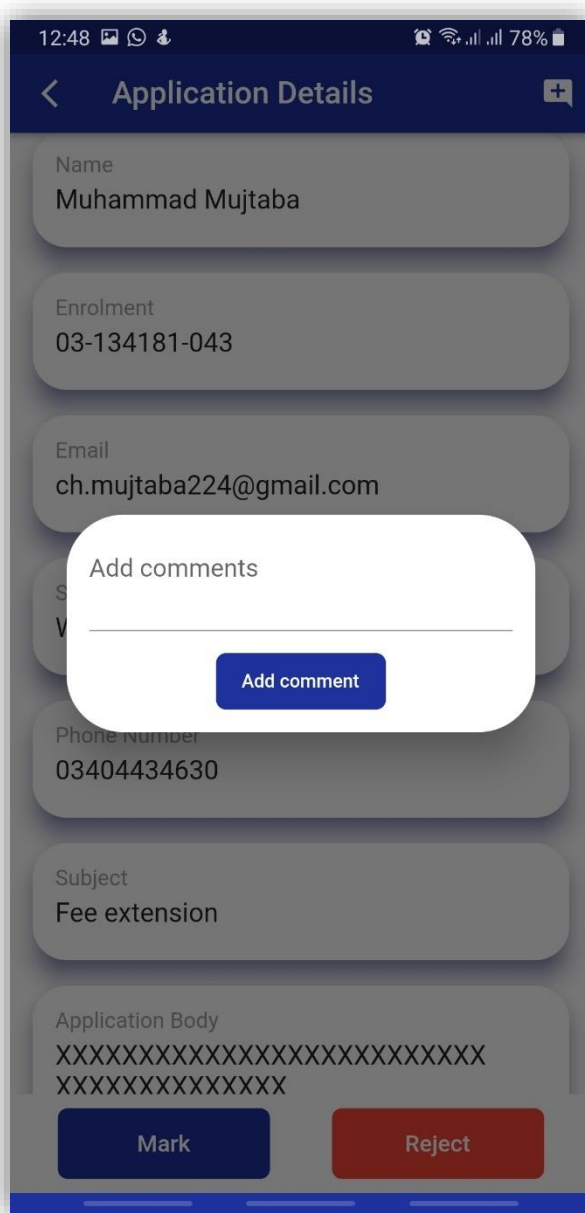 12:48 78%
Application Details
Name
Muhammad Mujtaba
Enrolment
03-134181-043
Email
ch.mujtaba224@gmail.com
Add comments
Add comment
Phone Number
03404434630
Subject
Fee extension
Application Body
XXXXXXXXXXXXXXXXXXXXXXXXXX
XXXXXXXXXXXXXX
Mark Reject